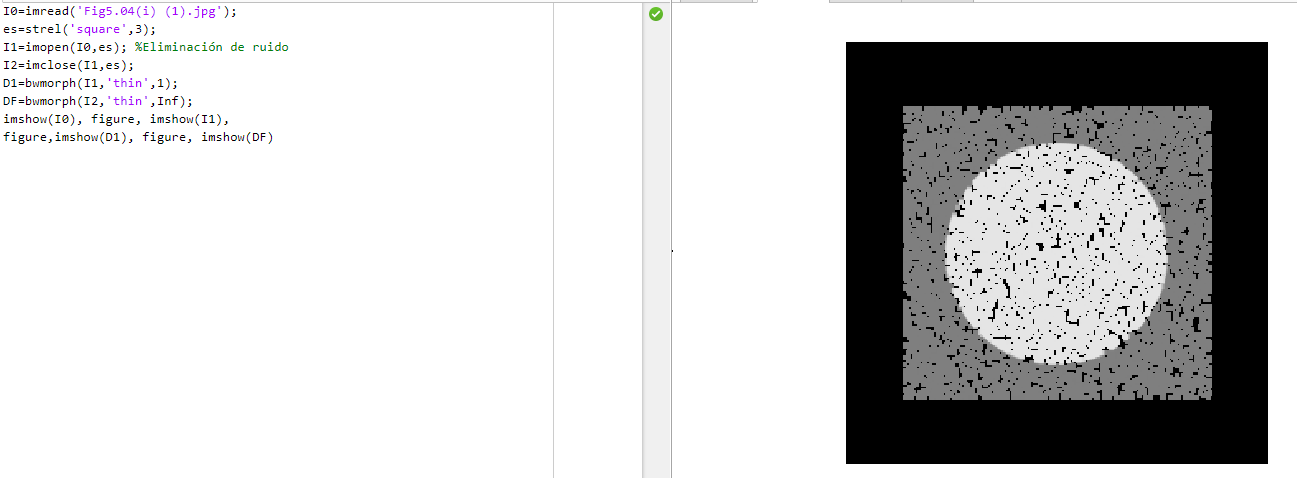 I0=imread('Fig5.04(i) (1).jpg');
es=strel('square',3);
I1=imopen(I0,es); %Eliminación de ruido
I2=imclose(I1,es);
D1=bwmorph(I1,'thin',1);
DF=bwmorph(I2,'thin',Inf);
imshow(I0), figure, imshow(I1),
figure,imshow(D1), figure, imshow(DF)